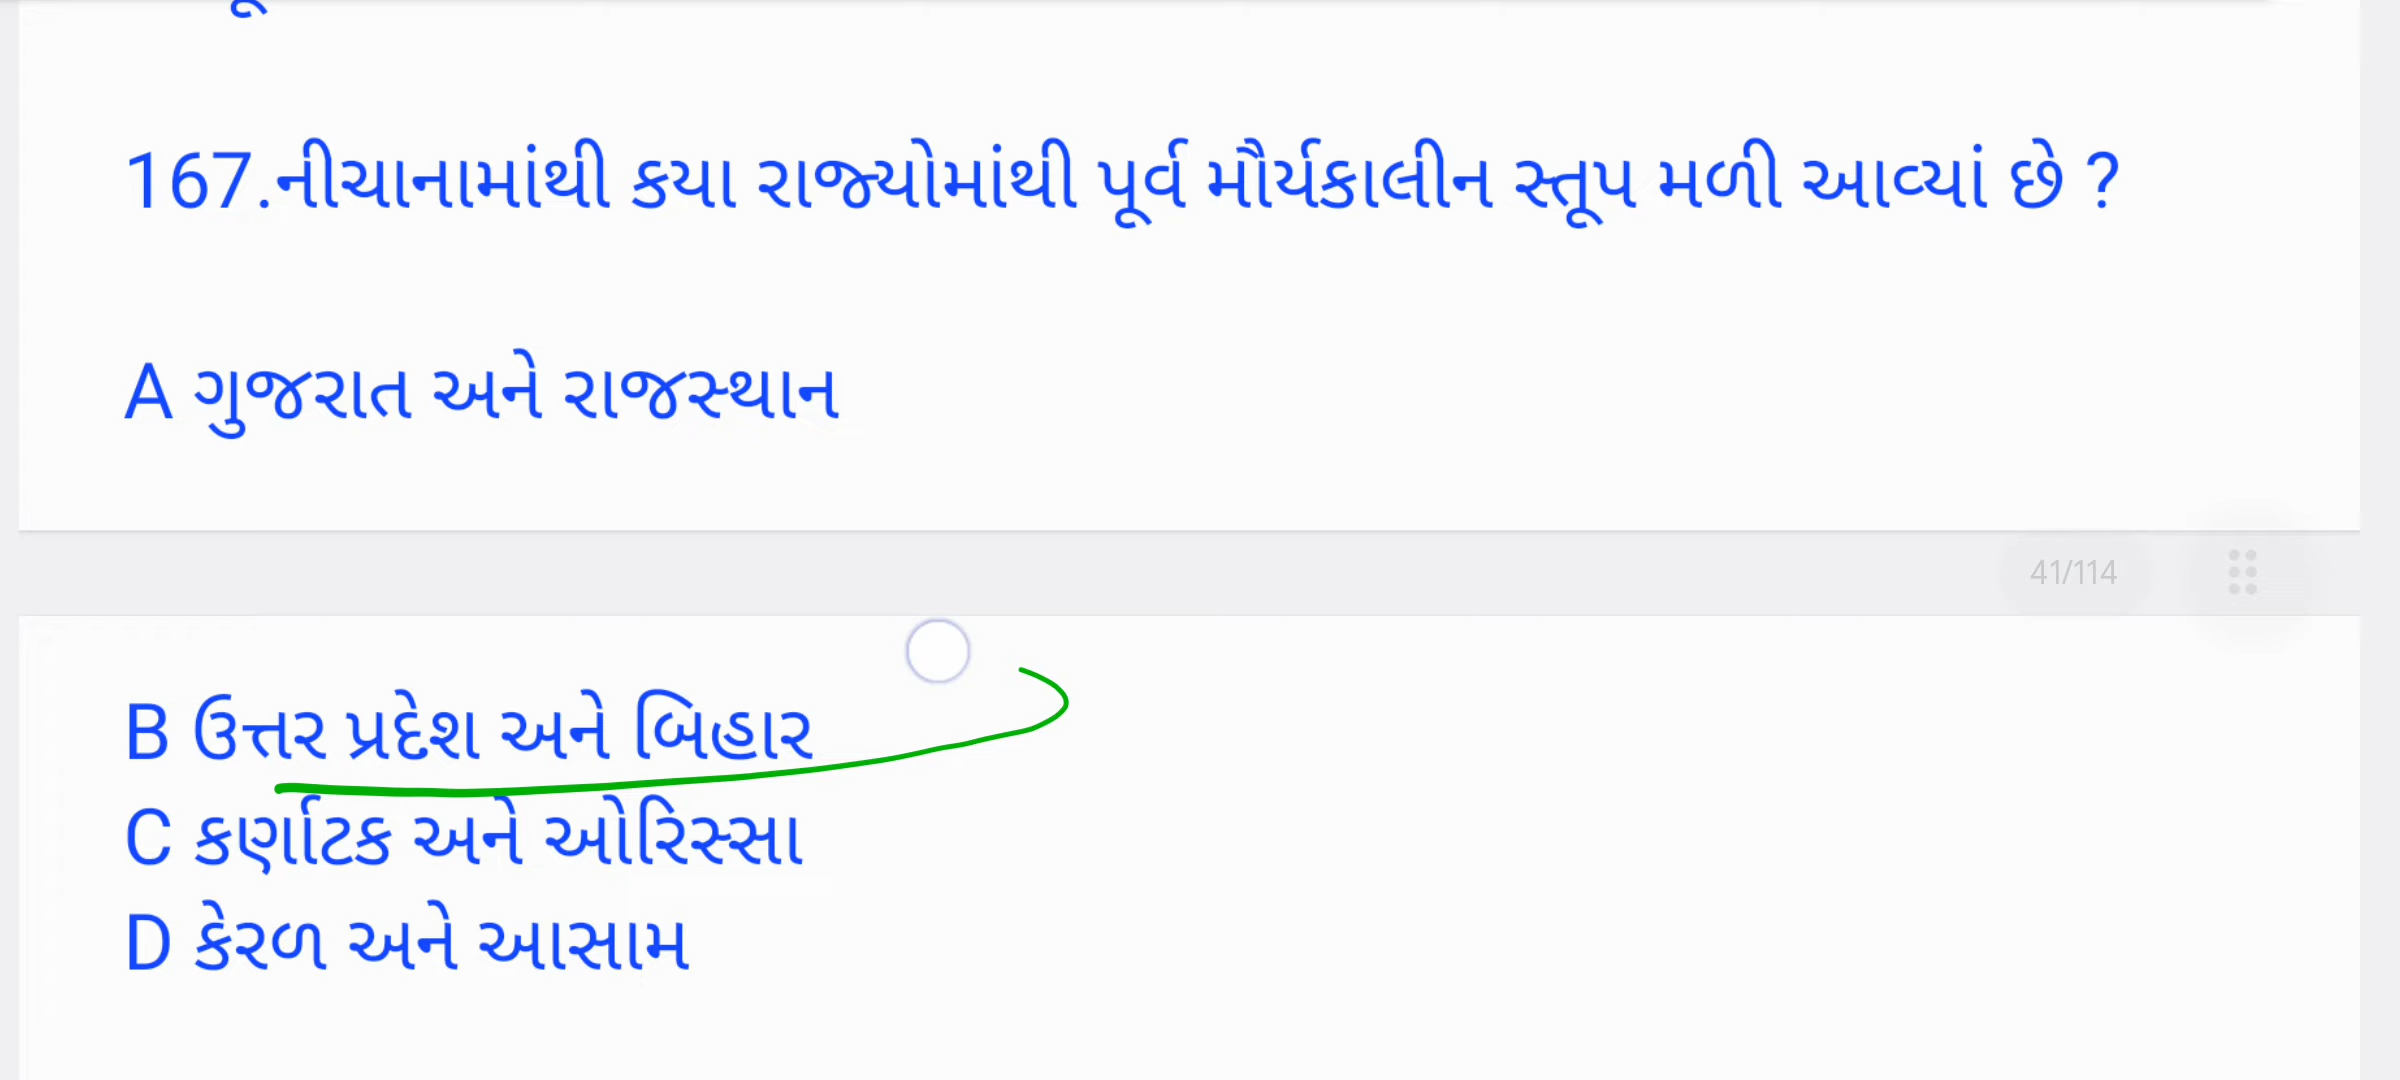 167.નીચાનામાંથી કયા રાજ્યોમાંથી પૂર્વ મૌર્યકાલીન સ્તૂપ મળી આવ્યાં છે ?
A ગુજરાત અને રાજસ્થાન
41/114
B ઉત્તર પ્રદેશ અને બિહાર
C કર્ણાટક અને ઓરિસ્સા
D કેરળ અને આસામ